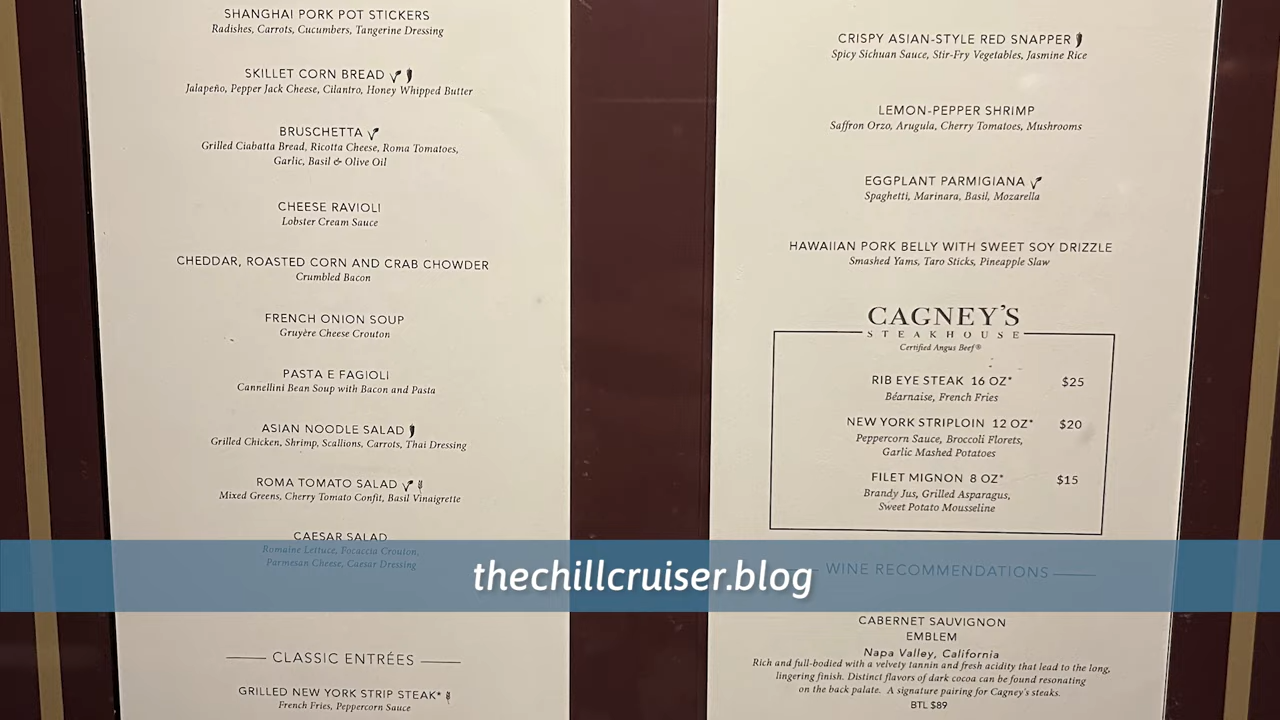 SHANGHAI PORK POT STICKERS
Radishes, Carrots, Cucumbers, Tangerine Dressing
SKILLET CORN BREAD
Jalapeño, Pepper Jack Cheese, Cilantro, Honey Whipped Butter
BRUSCHETTA
Grilled Ciabatta Bread, Ricotta Cheese, Roma Tomatoes,
Garlic, Basil & Olive Oil
CHEESE RAVIOLI
Lobster Cream Sauce
CHEDDAR, ROASTED CORN AND CRAB CHOWDER
Crumbled Bacon
FRENCH ONION SOUP
Gruyère Cheese Crouton
PASTA E FAGIOLI
Cannellini Bean Soup with Bacon and Pasta
ASIAN NOODLE SALAD
Grilled Chicken, Shrimp, Scallions, Carrots, Thai Dressing
ROMA TOMATO SALAD
Mixed Greens, Cherry Tomato Confit, Basil Vinaigrette
CAESAR SALAD
Romaine Lettuce, Focaccia Crouton,
Parmesan Cheese, Caesar Dressing
CLASSIC ENTRÉES
GRILLED NEW YORK STRIP STEAK*
French Fries, Peppercorn Sauce
CRISPY ASIAN-STYLE RED SNAPPER
Spicy Sichuan Sauce, Stir-Fry Vegetables, Jasmine Rice
LEMON-PEPPER SHRIMP
Saffron Orzo, Arugula, Cherry Tomatoes, Mushrooms
EGGPLANT PARMIGIANA
Spaghetti, Marinara, Basil, Mozarella
HAWAIIAN PORK BELLY WITH SWEET SOY DRIZZLE
Smashed Yams, Taro Sticks, Pineapple Slaw
CAGNEY'S
STEAKHOUSE
Certified Angus Beef®
RIB EYE STEAK 16 OZ* $25
Béarnaise, French Fries
NEW YORK STRIPLOIN 12 OZ* $20
Peppercorn Sauce, Broccoli Florets,
Garlic Mashed Potatoes
FILET MIGNON 8 OZ* $15
Brandy Jus, Grilled Asparagus,
Sweet Potato Mousseline
WINE RECOMMENDATIONS
CABERNET SAUVIGNON
EMBLEM
Napa Valley, California
Rich and full-bodied with a velvety tannin and fresh acidity that lead to the long,
lingering finish. Distinct flavors of dark cocoa can be found resonating
on the back palate. A signature pairing for Cagney's steaks.
BTL $89
thechillcruiser.blog